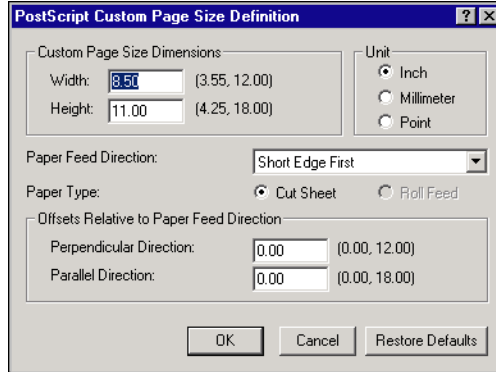 PostScript Custom Page Size Definition
Custom Page Size Dimensions
Width: 8.50 (3.55, 12.00)
Height: 11.00 (4.25, 18.00)
Unit
Inch
Millimeter
Point
Paper Feed Direction: Short Edge First
Paper Type: Cut Sheet Roll Feed
Offsets Relative to Paper Feed Direction
Perpendicular Direction: 0.00 (0.00, 12.00)
Parallel Direction: 0.00 (0.00, 18.00)
OK Cancel Restore Defaults